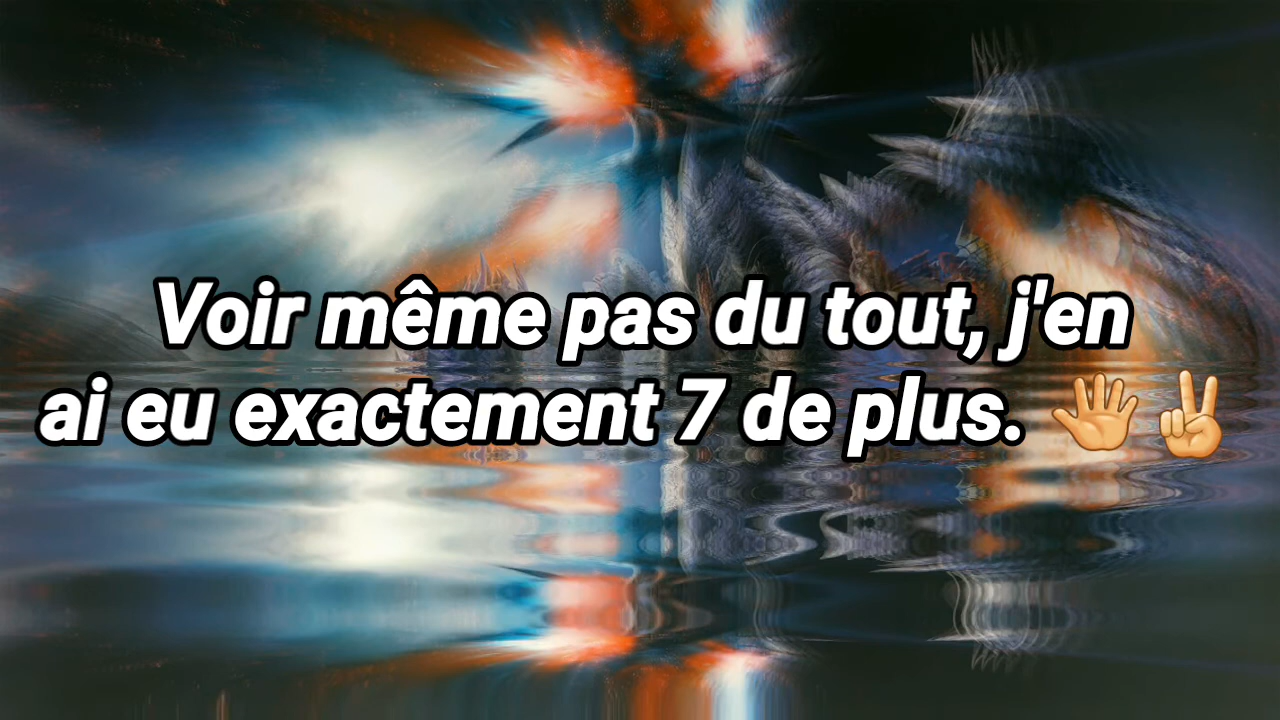 Voir même pas du tout, j'en
ai eu exactement 7 de plus. 🖐✌